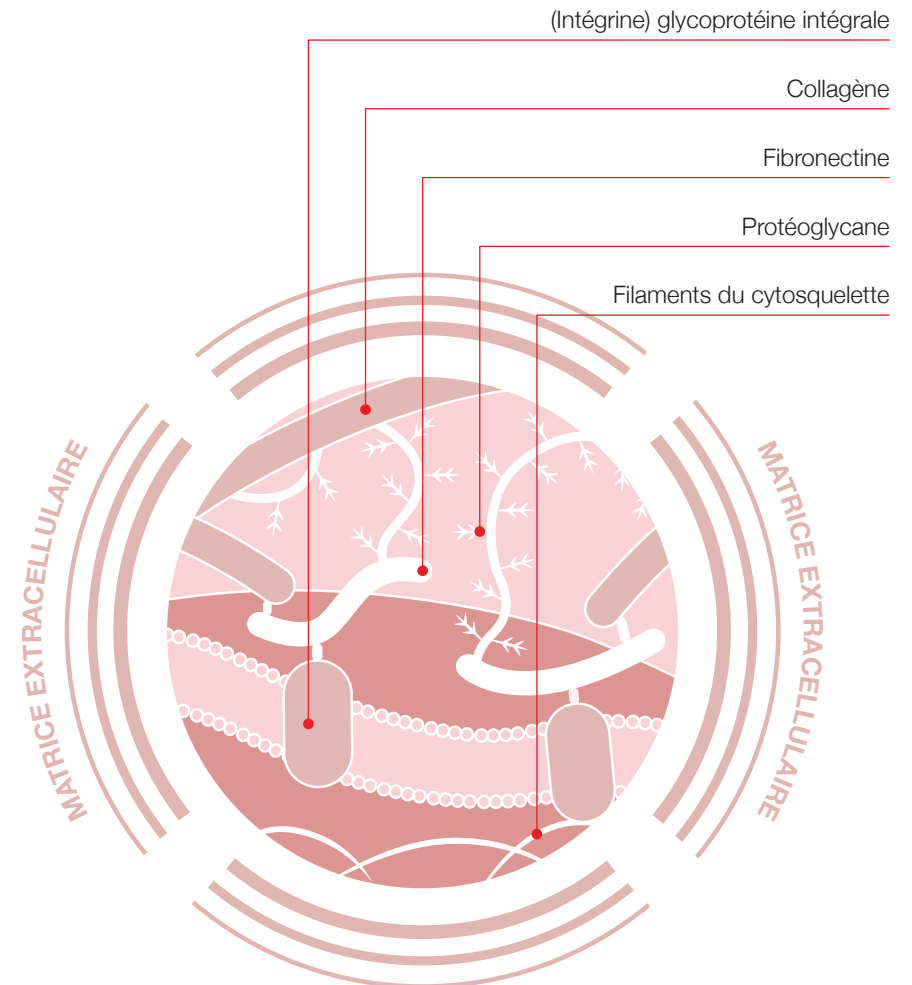 (Intégrine) glycoprotéine intégrale
Collagène
Fibronectine
Protéoglycane
Filaments du cytosquelette
MATRICE EXTRACELLULAIRE
MATRICE EXTRACELLULAIRE